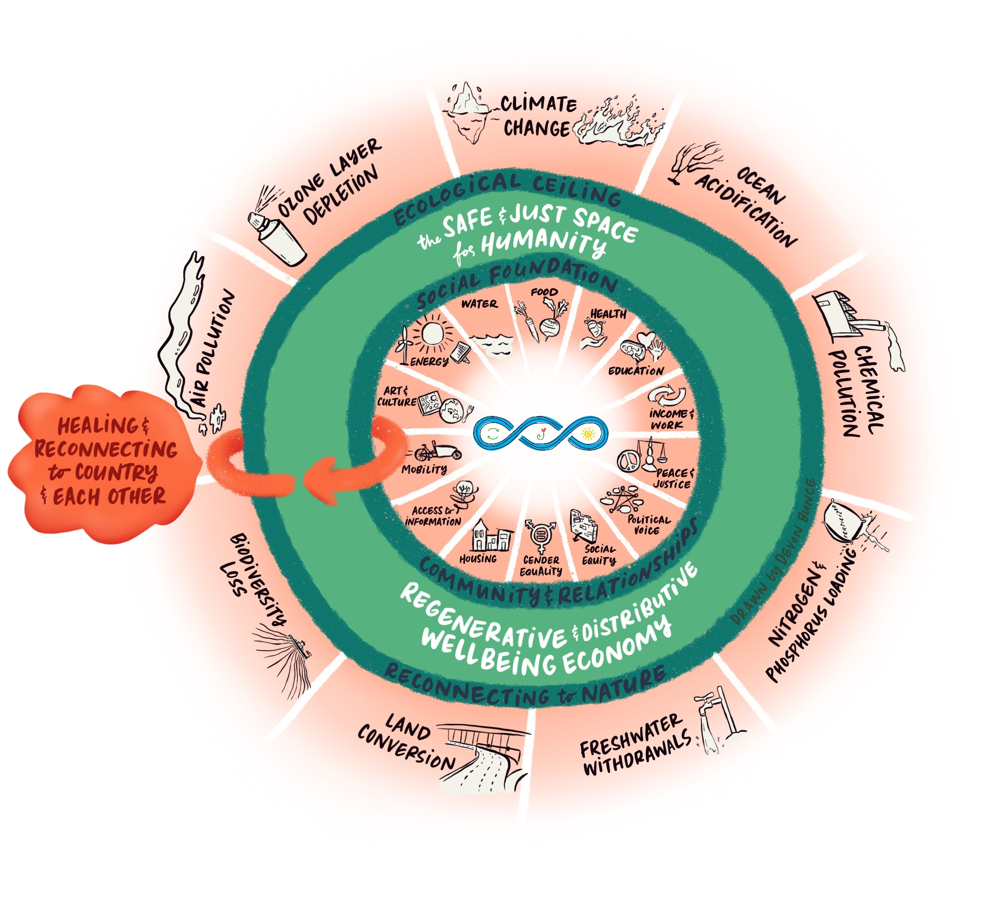 CLIMATE
CHANGE
OCEAN
ACIDIFICATION
CHEMICAL
POLLUTION
FERTILIZER
NITROGEN &
PHOSPHORUS LOADING
FRESHWATER
WITHDRAWALS
LAND
CONVERSION
BIODIVERSITY
LOSS
AIR POLLUTION
OZONE LAYER
DEPLETION
HEALING &
RECONNECTING
to COUNTRY
& EACH OTHER
ECOLOGICAL CEILING
the SAFE & JUST SPACE
for HUMANITY
SOCIAL FOUNDATION
WATER
FOOD
HEALTH
EDUCATION
INCOME &
WORK
PEACE &
JUSTICE
POLITICAL
VOICE
SOCIAL
EQUITY
GENDER
EQUALITY
HOUSING
ACCESS to
INFORMATION
MOBILITY
ART &
CULTURE
ENERGY
COMMUNITY & RELATIONSHIPS
REGENERATIVE & DISTRIBUTIVE
WELLBEING ECONOMY
RECONNECTING to NATURE
DRAWN by DEVON BUNCE